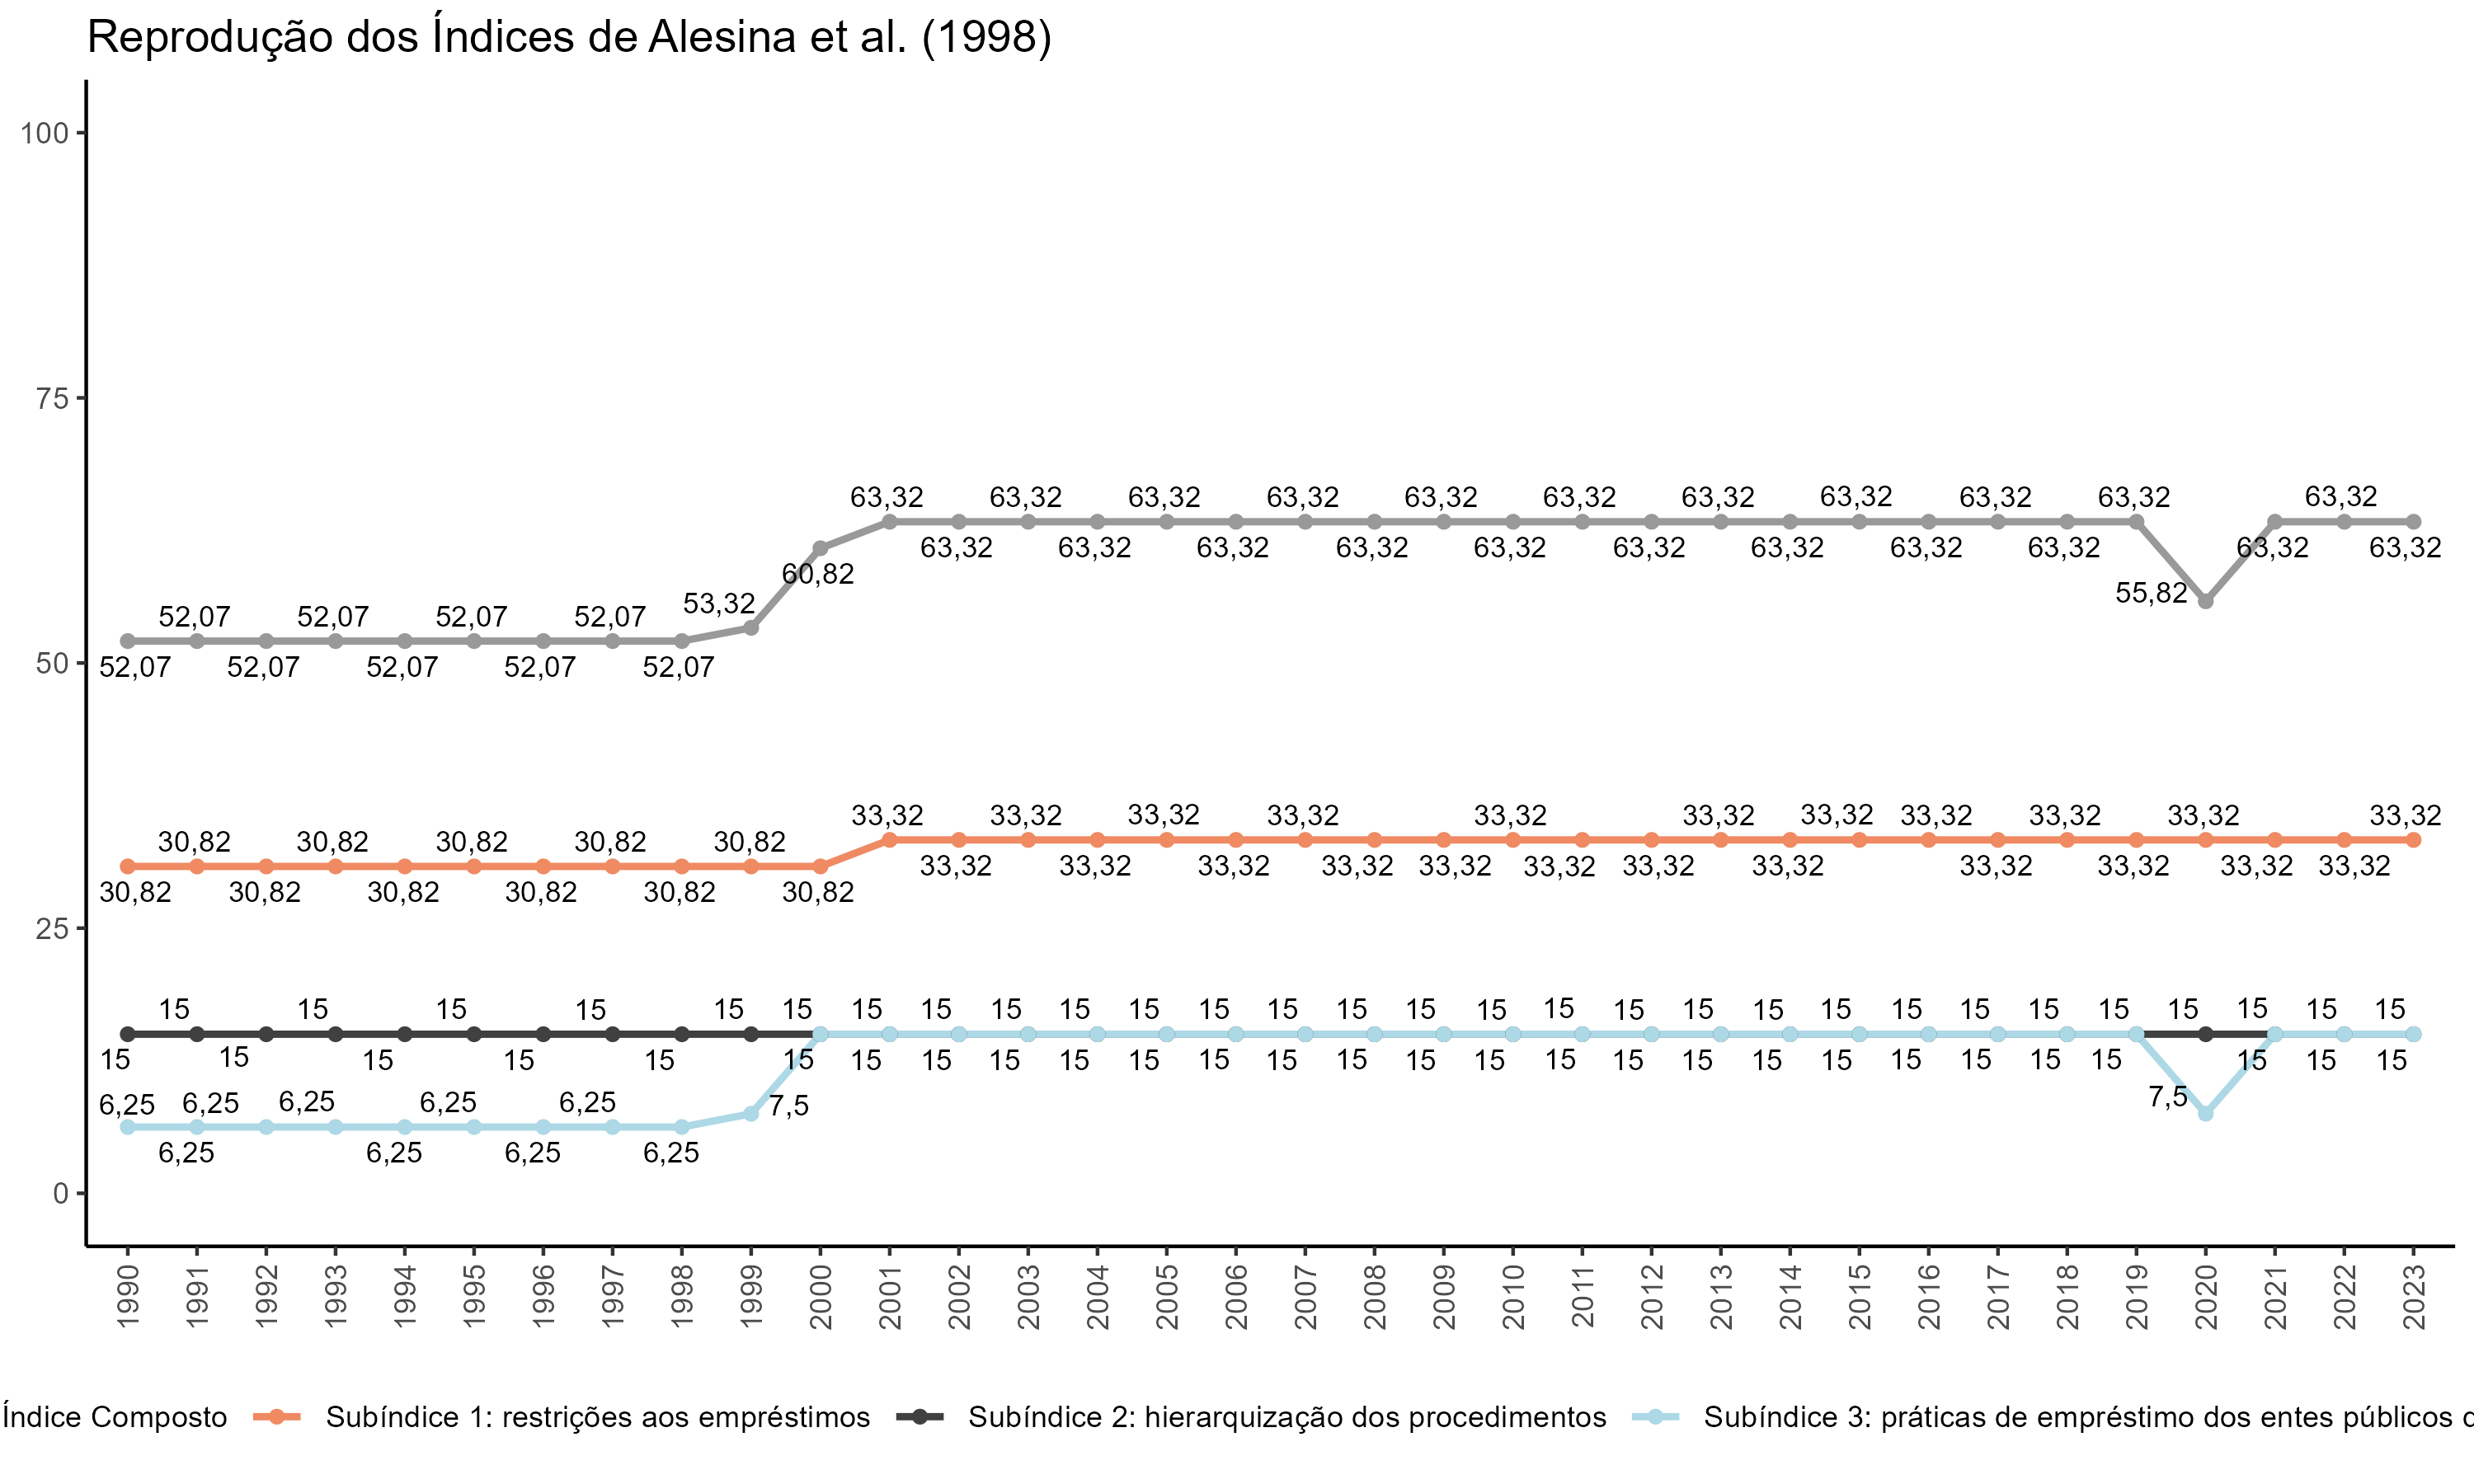 Reprodução dos Índices de Alesina et al. (1998)
100
75
63,32 63,32 63,32 63,32 63,32 63,32 63,32 63,32 63,32 63,32 63,32
63,32 63,32 63,32 63,32 63,32 63,32 63,32 63,32 63,32 63,32 63,32
60,82
55,82
53,32
52,07 52,07 52,07 52,07
50
52,07 52,07 52,07 52,07 52,07
33,32 33,32 33,32 33,32 33,32 33,32 33,32 33,32 33,32 33,32 33,32
33,32 33,32 33,32 33,32 33,32 33,32 33,32 33,32 33,32 33,32 33,32 33,32
30,82 30,82 30,82 30,82 30,82
30,82 30,82 30,82 30,82 30,82 30,82
25
15 15 15 15 15 15 15 15 15 15 15 15 15 15 15 15 15 15 15 15 15 15 15 15 15 15 15 15 15
15 15 15 15 15 15 15 15 15 15 15 15 15 15 15 15 15 15 15 15 15 15 15 15 15 15 15 15
6,25 6,25 6,25 6,25 6,25 7,5 7,5
6,25 6,25 6,25 6,25
0
1990 1991 1992 1993 1994 1995 1996 1997 1998 1999 2000 2001 2002 2003 2004 2005 2006 2007 2008 2009 2010 2011 2012 2013 2014 2015 2016 2017 2018 2019 2020 2021 2022 2023
Índice Composto Subíndice 1: restrições aos empréstimos Subíndice 2: hierarquização dos procedimentos Subíndice 3: práticas de empréstimo dos entes públicos